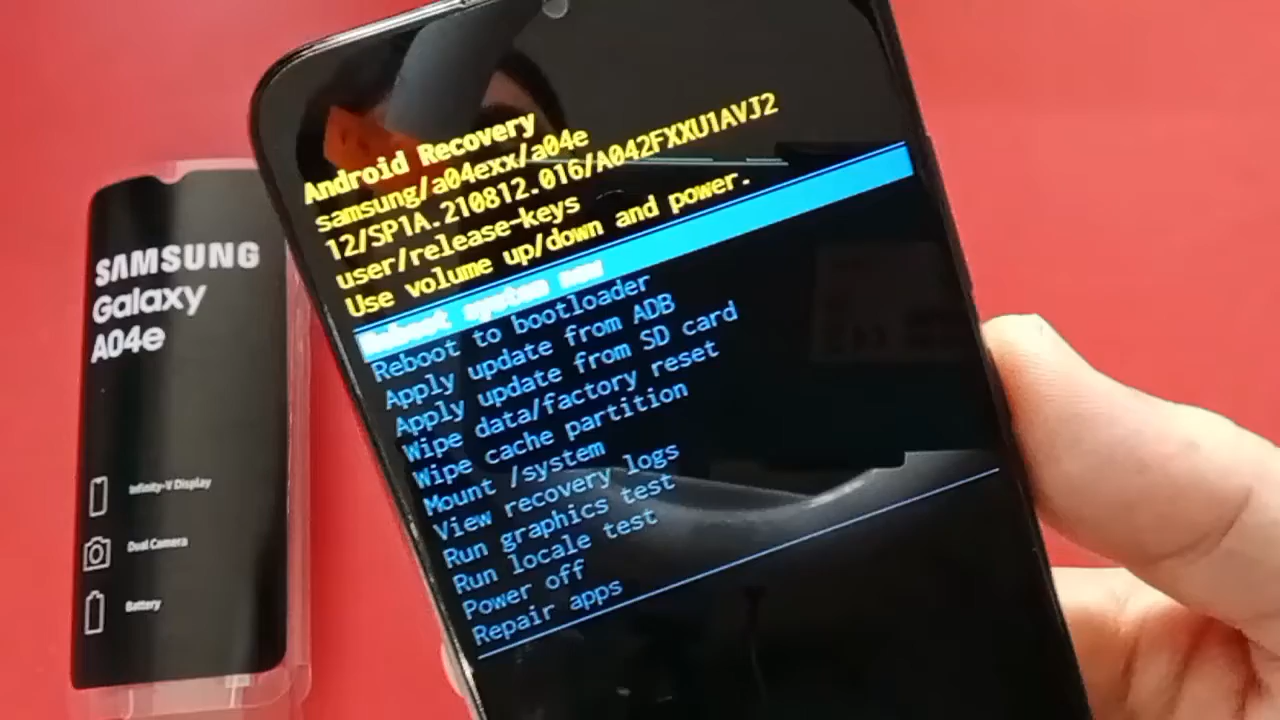 Android Recovery
samsung/a04exx/a04e
12/SP1A.210812.016/A042FXXU1AVJ2
user/release-keys
Use volume up/down and power.
Reboot system now
Reboot to bootloader
Apply update from ADB
Apply update from SD card
Wipe data/factory reset
Wipe cache partition
Mount /system
View recovery logs
Run graphics test
Run locale test
Power off
Repair apps
SAMSUNG
Galaxy
A04e
Infinity-V Display
Dual Camera
Battery